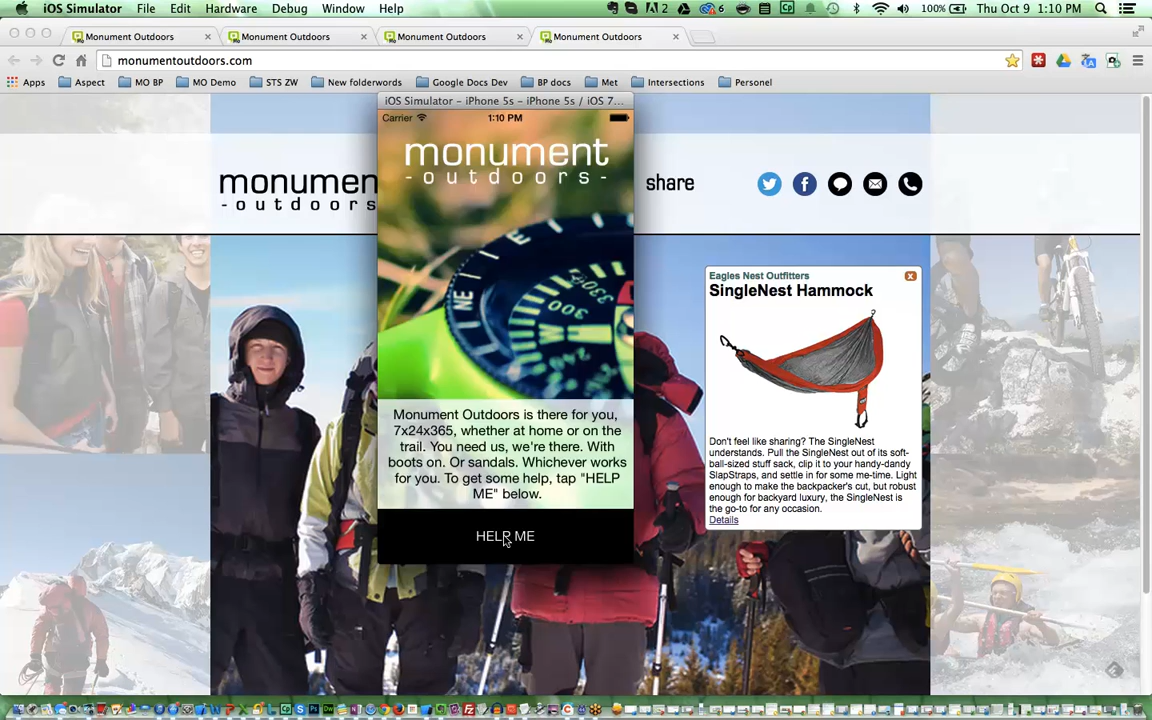 iOS Simulator File Edit Hardware Debug Window Help
2 6 100% Thu Oct 9 1:10 PM
Monument Outdoors Monument Outdoors Monument Outdoors Monument Outdoors
monumentoutdoors.com
Apps Aspect MO BP MO Demo STS ZW New folderwords Google Docs Dev BP docs Met Intersections Personel
iOS Simulator - iPhone 5s - iPhone 5s / iOS 7...
Carrier 1:10 PM
monument
- o u t d o o r s -
monumen
- o u t d o o r s
share
Eagles Nest Outfitters
x
SingleNest Hammock
Don't feel like sharing? The SingleNest
understands. Pull the SingleNest out of its soft-
ball-sized stuff sack, clip it to your handy-dandy
SlapStraps, and settle in for some me-time. Light
enough to make the backpacker's cut, but robust
enough for backyard luxury, the SingleNest is
the go-to for any occasion.
Details
LINE
NE
300
330
W
Monument Outdoors is there for you,
7x24x365, whether at home or on the
trail. You need us, we're there. With
boots on. Or sandals. Whichever works
for you. To get some help, tap "HELP
ME" below.
HELP ME